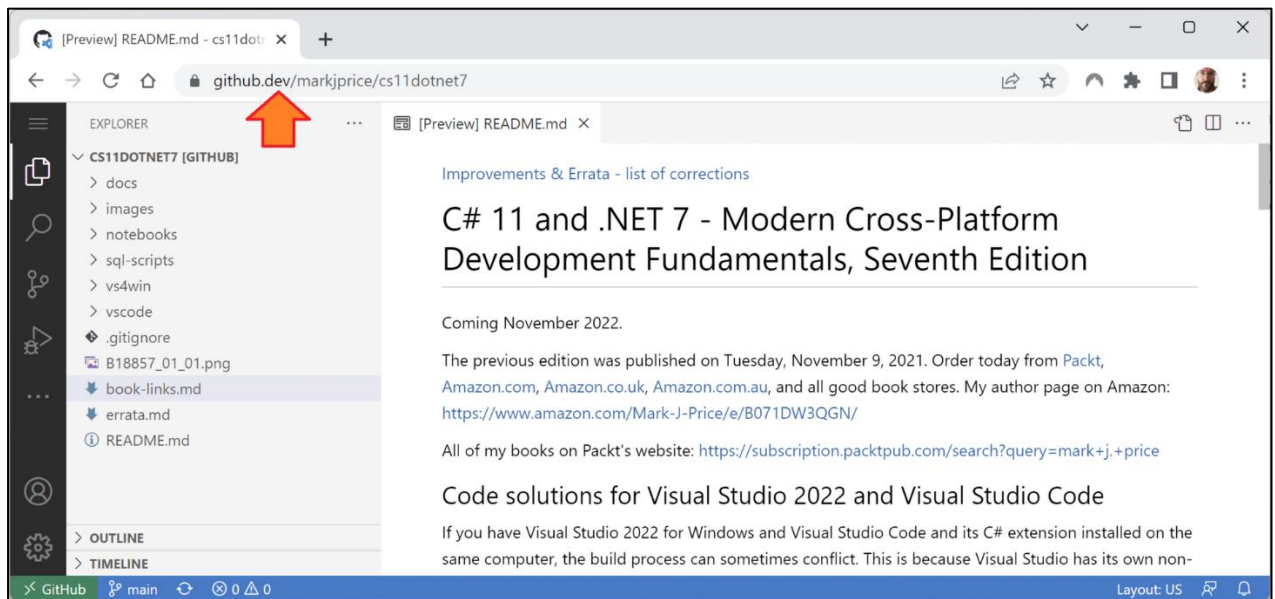 [Preview] README.md - cs11dotn
github.dev/markjprice/cs11dotnet7
EXPLORER
CS11DOTNET7 [GITHUB]
docs
images
notebooks
sql-scripts
vs4win
vscode
.gitignore
B18857_01_01.png
book-links.md
errata.md
README.md
OUTLINE
TIMELINE
[Preview] README.md
Improvements & Errata - list of corrections
C# 11 and .NET 7 - Modern Cross-Platform
Development Fundamentals, Seventh Edition
Coming November 2022.
The previous edition was published on Tuesday, November 9, 2021. Order today from Packt,
Amazon.com, Amazon.co.uk, Amazon.com.au, and all good book stores. My author page on Amazon:
https://www.amazon.com/Mark-J-Price/e/B071DW3QGN/
All of my books on Packt's website: https://subscription.packtpub.com/search?query=mark+j.+price
Code solutions for Visual Studio 2022 and Visual Studio Code
If you have Visual Studio 2022 for Windows and Visual Studio Code and its C# extension installed on the
same computer, the build process can sometimes conflict. This is because Visual Studio has its own non-
GitHub main 0 0 Layout: US